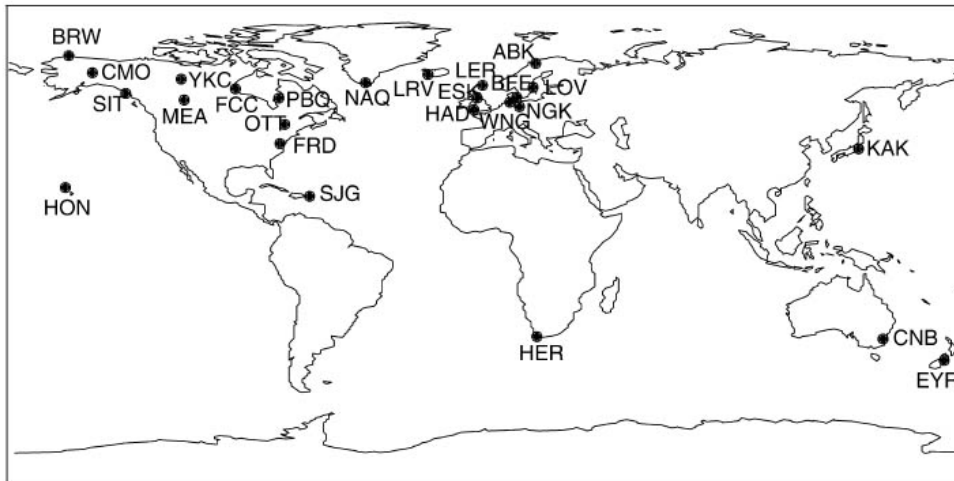 BRW
ABK
CMO
YKC
LER
BFE
LOV
LRV
SIT
FCC
PBQ
NAQ
ESK
MEA
HAD
WNG
NGK
OTT
FRD
KAK
SJG
HON
CNB
HER
EYR